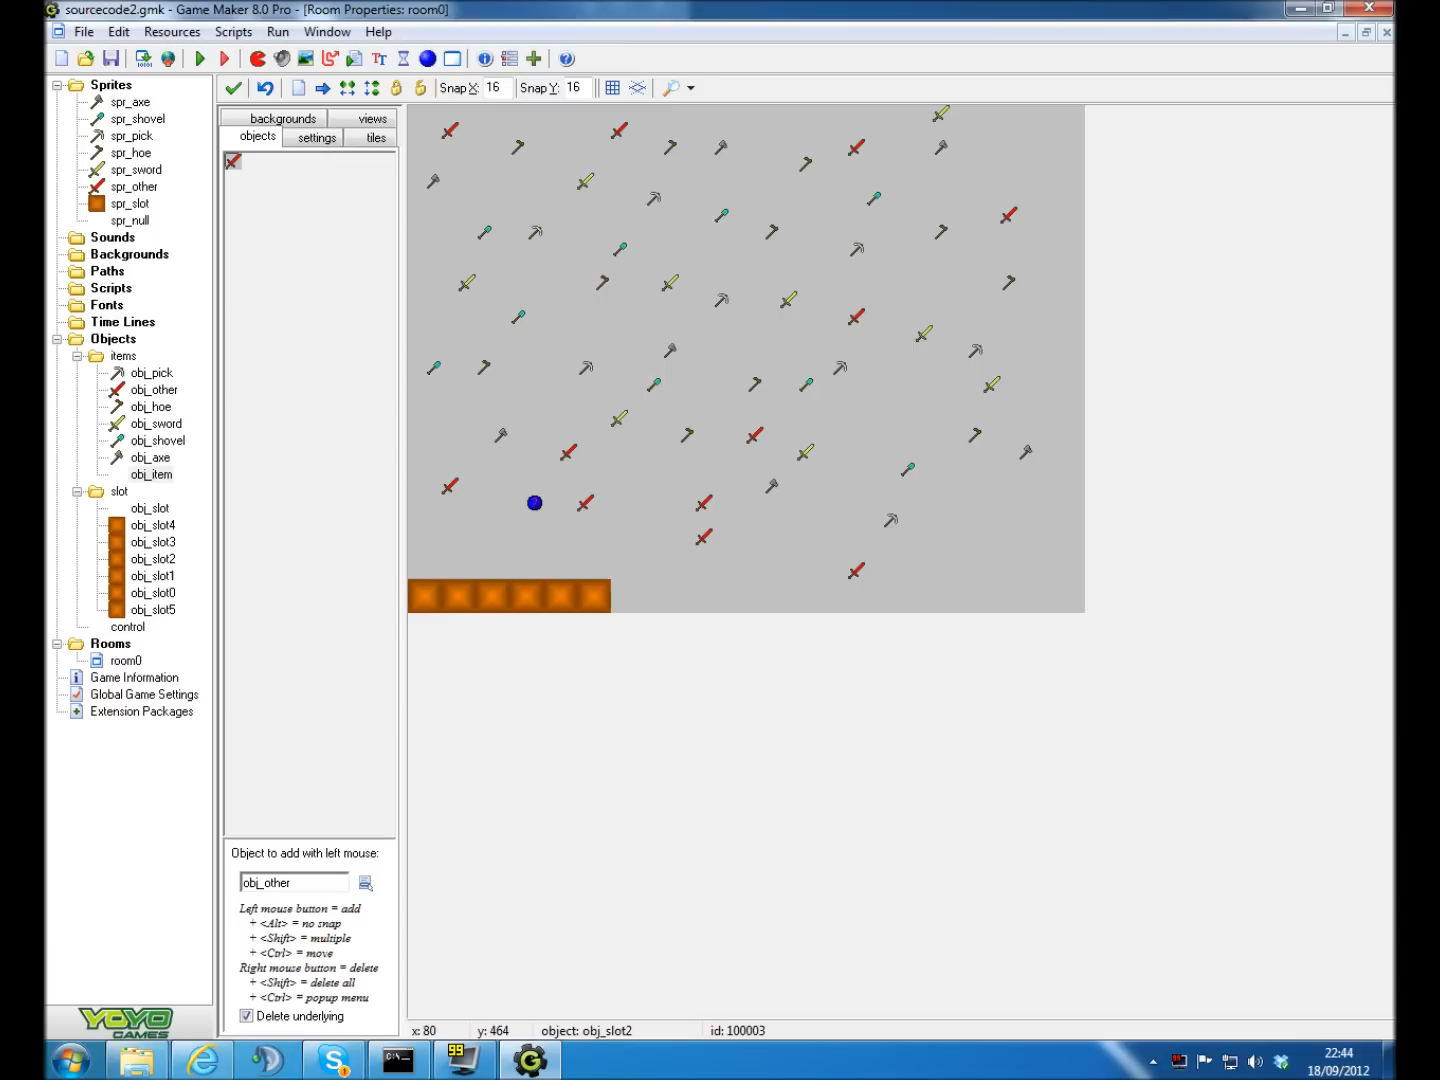 sourcecode2.gmk - Game Maker 8.0 Pro - [Room Properties: room0]
File Edit Resources Scripts Run Window Help
Snap X: 16 Snap Y: 16
Sprites
spr_axe
spr_shovel
spr_pick
spr_hoe
spr_sword
spr_other
spr_slot
spr_null
Sounds
Backgrounds
Paths
Scripts
Fonts
Time Lines
Objects
items
obj_pick
obj_other
obj_hoe
obj_sword
obj_shovel
obj_axe
obj_item
slot
obj_slot
obj_slot4
obj_slot3
obj_slot2
obj_slot1
obj_slot0
obj_slot5
control
Rooms
room0
Game Information
Global Game Settings
Extension Packages
YOYO
GAMES
backgrounds views
objects settings tiles
Object to add with left mouse:
obj_other
Left mouse button = add
+ <Alt> = no snap
+ <Shift> = multiple
+ <Ctrl> = move
Right mouse button = delete
+ <Shift> = delete all
+ <Ctrl> = popup menu
Delete underlying
x: 80 y: 464 object: obj_slot2 id: 100003
99
22:44
18/09/2012